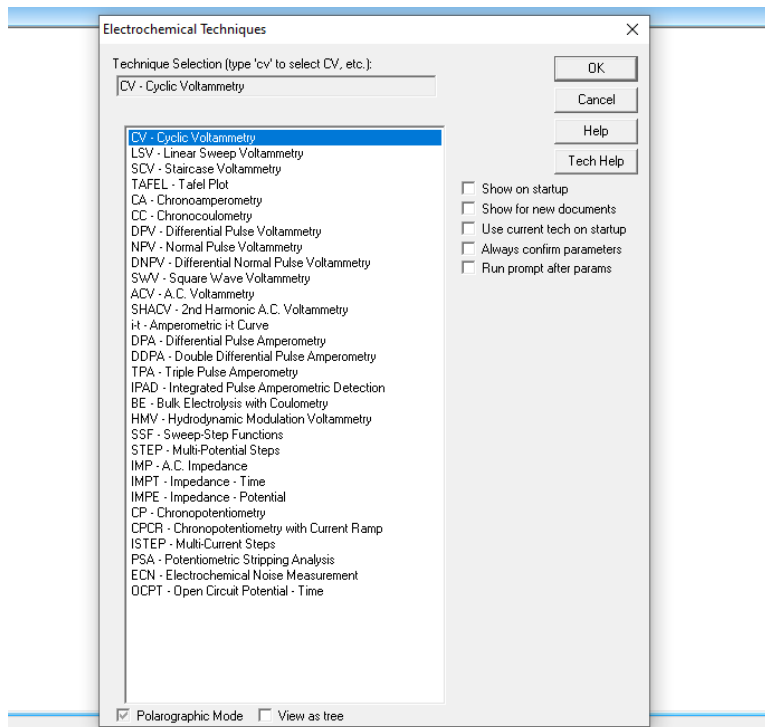 Electrochemical Techniques
Technique Selection (type 'cv' to select CV, etc.):
CV - Cyclic Voltammetry
OK
Cancel
Help
Tech Help
CV - Cyclic Voltammetry
LSV - Linear Sweep Voltammetry
SCV - Staircase Voltammetry
TAFEL - Tafel Plot
CA - Chronoamperometry
CC - Chronocoulometry
DPV - Differential Pulse Voltammetry
NPV - Normal Pulse Voltammetry
DNPV - Differential Normal Pulse Voltammetry
SWV - Square Wave Voltammetry
ACV - A.C. Voltammetry
SHACV - 2nd Harmonic A.C. Voltammetry
i-t - Amperometric i-t Curve
DPA - Differential Pulse Amperometry
DDPA - Double Differential Pulse Amperometry
TPA - Triple Pulse Amperometry
IPAD - Integrated Pulse Amperometric Detection
BE - Bulk Electrolysis with Coulometry
HMV - Hydrodynamic Modulation Voltammetry
SSF - Sweep-Step Functions
STEP - Multi-Potential Steps
IMP - A.C. Impedance
IMPT - Impedance - Time
IMPE - Impedance - Potential
CP - Chronopotentiometry
CPCR - Chronopotentiometry with Current Ramp
ISTEP - Multi-Current Steps
PSA - Potentiometric Stripping Analysis
ECN - Electrochemical Noise Measurement
OCPT - Open Circuit Potential - Time
Show on startup
Show for new documents
Use current tech on startup
Always confirm parameters
Run prompt after params
Polarographic Mode
View as tree